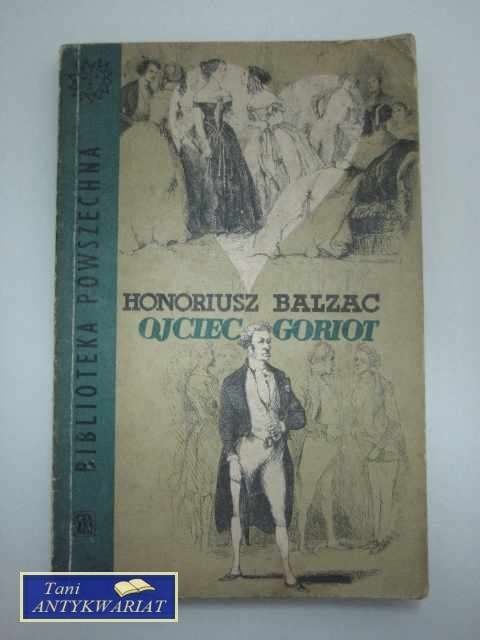 BIBLIOTEKA POWSZECHNA
HONORIUSZ BALZAC
OJCIEC GORIOT
Tani
ANTYKWARIAT